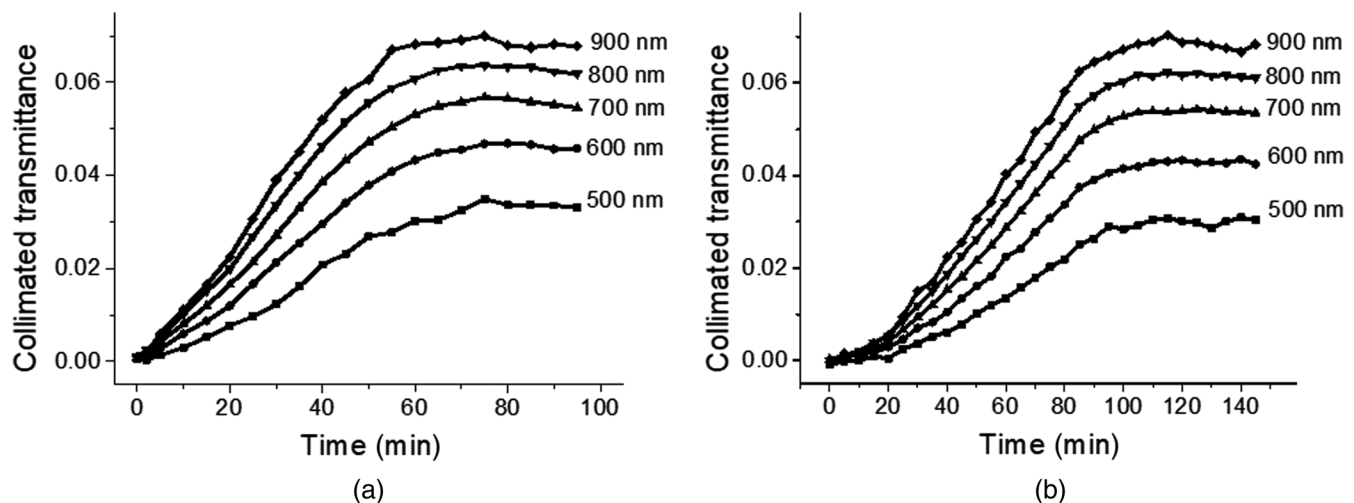 Collimated transmittance
0.06
0.04
0.02
0.00
0 20 40 60 80 100
Time (min)
900 nm
800 nm
700 nm
600 nm
500 nm
(a)
Collimated transmittance
0.06
0.04
0.02
0.00
0 20 40 60 80 100 120 140
Time (min)
900 nm
800 nm
700 nm
600 nm
500 nm
(b)